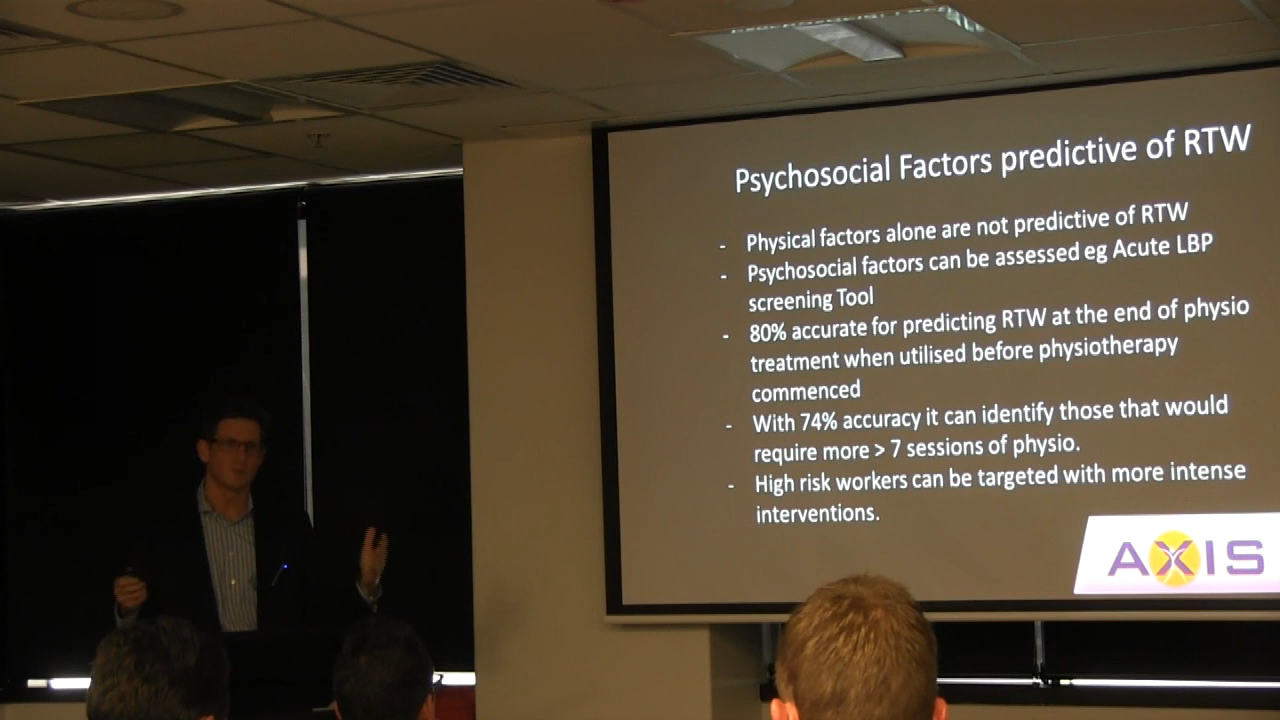 Psychosocial Factors predictive of RTW
- Physical factors alone are not predictive of RTW
- Psychosocial factors can be assessed eg Acute LBP
screening Tool
- 80% accurate for predicting RTW at the end of physio
treatment when utilised before physiotherapy
commenced
- With 74% accuracy it can identify those that would
require more > 7 sessions of physio.
- High risk workers can be targeted with more intense
interventions.
AXIS